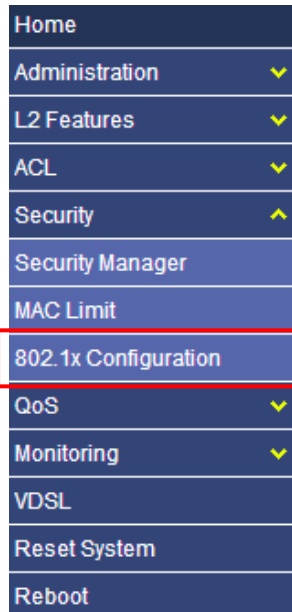 Home
Administration
L2 Features
ACL
Security
Security Manager
MAC Limit
802.1x Configuration
QoS
Monitoring
VDSL
Reset System
Reboot